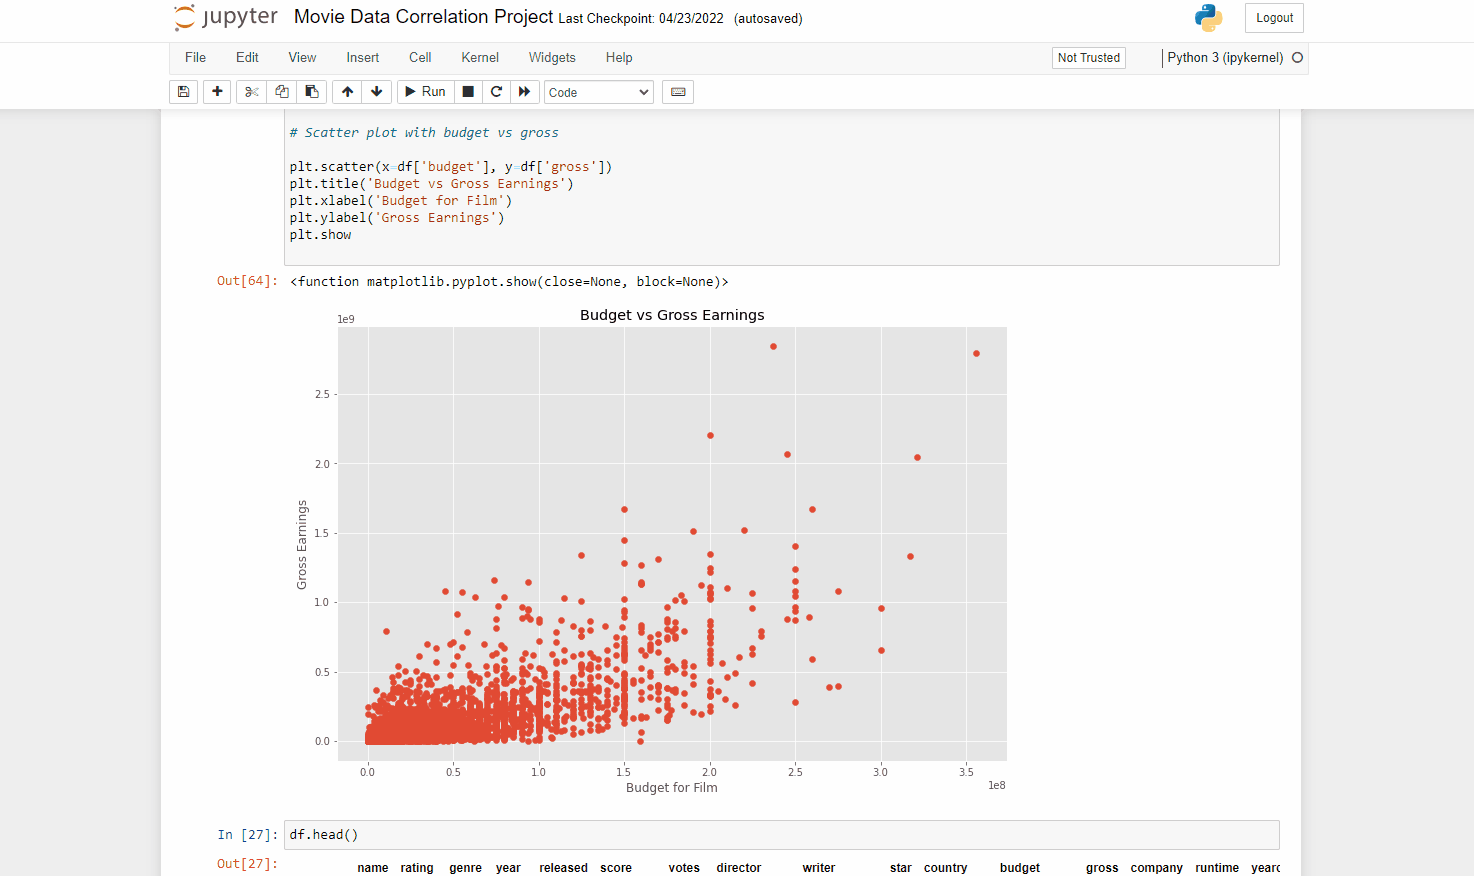 jupyter Movie Data Correlation Project Last Checkpoint: 04/23/2022 (autosaved) Logout
File Edit View Insert Cell Kernel Widgets Help Not Trusted Python 3 (ipykernel)
Run Code
# Scatter plot with budget vs gross
plt.scatter(x=df['budget'], y=df['gross'])
plt.title('Budget vs Gross Earnings')
plt.xlabel('Budget for Film')
plt.ylabel('Gross Earnings')
plt.show
Out[64]: <function matplotlib.pyplot.show(close=None, block=None)>
Budget vs Gross Earnings
1e9
2.5
2.0
1.5
1.0
0.5
0.0
Gross Earnings
0.0 0.5 1.0 1.5 2.0 2.5 3.0 3.5
1e8
Budget for Film
In [27]: df.head()
Out[27]:
name rating genre year released score votes director writer star country budget gross company runtime yearc